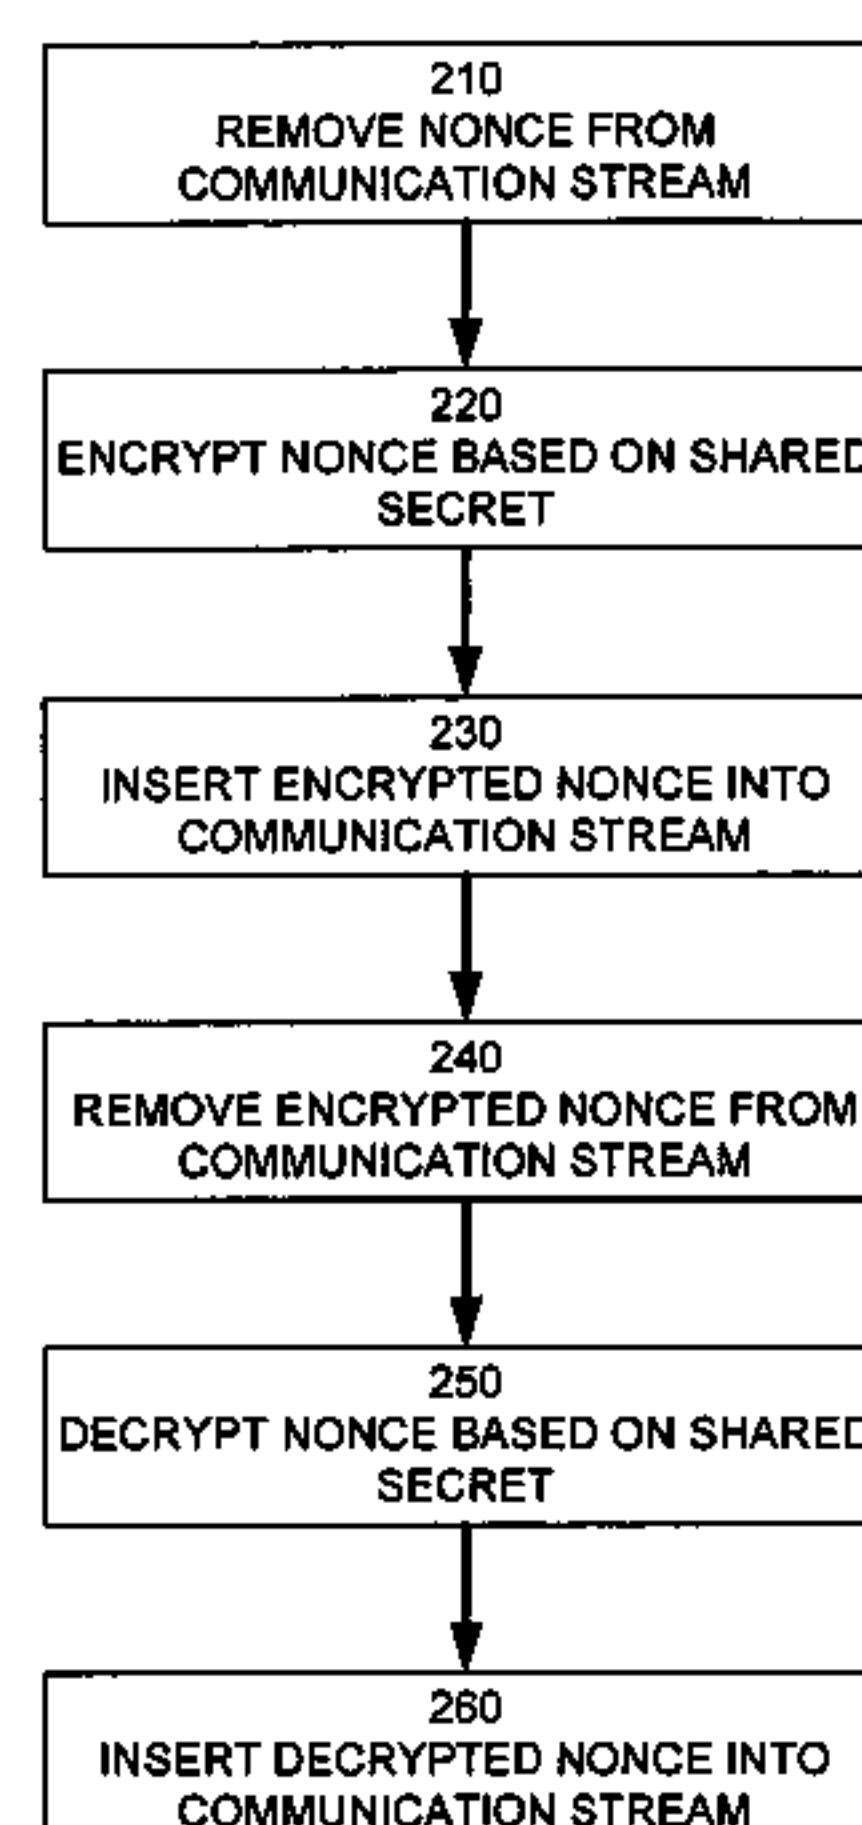 210
REMOVE NONCE FROM
COMMUNICATION STREAM
220
ENCRYPT NONCE BASED ON SHARED
SECRET
230
INSERT ENCRYPTED NONCE INTO
COMMUNICATION STREAM
240
REMOVE ENCRYPTED NONCE FROM
COMMUNICATION STREAM
250
DECRYPT NONCE BASED ON SHARED
SECRET
260
INSERT DECRYPTED NONCE INTO
COMMUNICATION STREAM